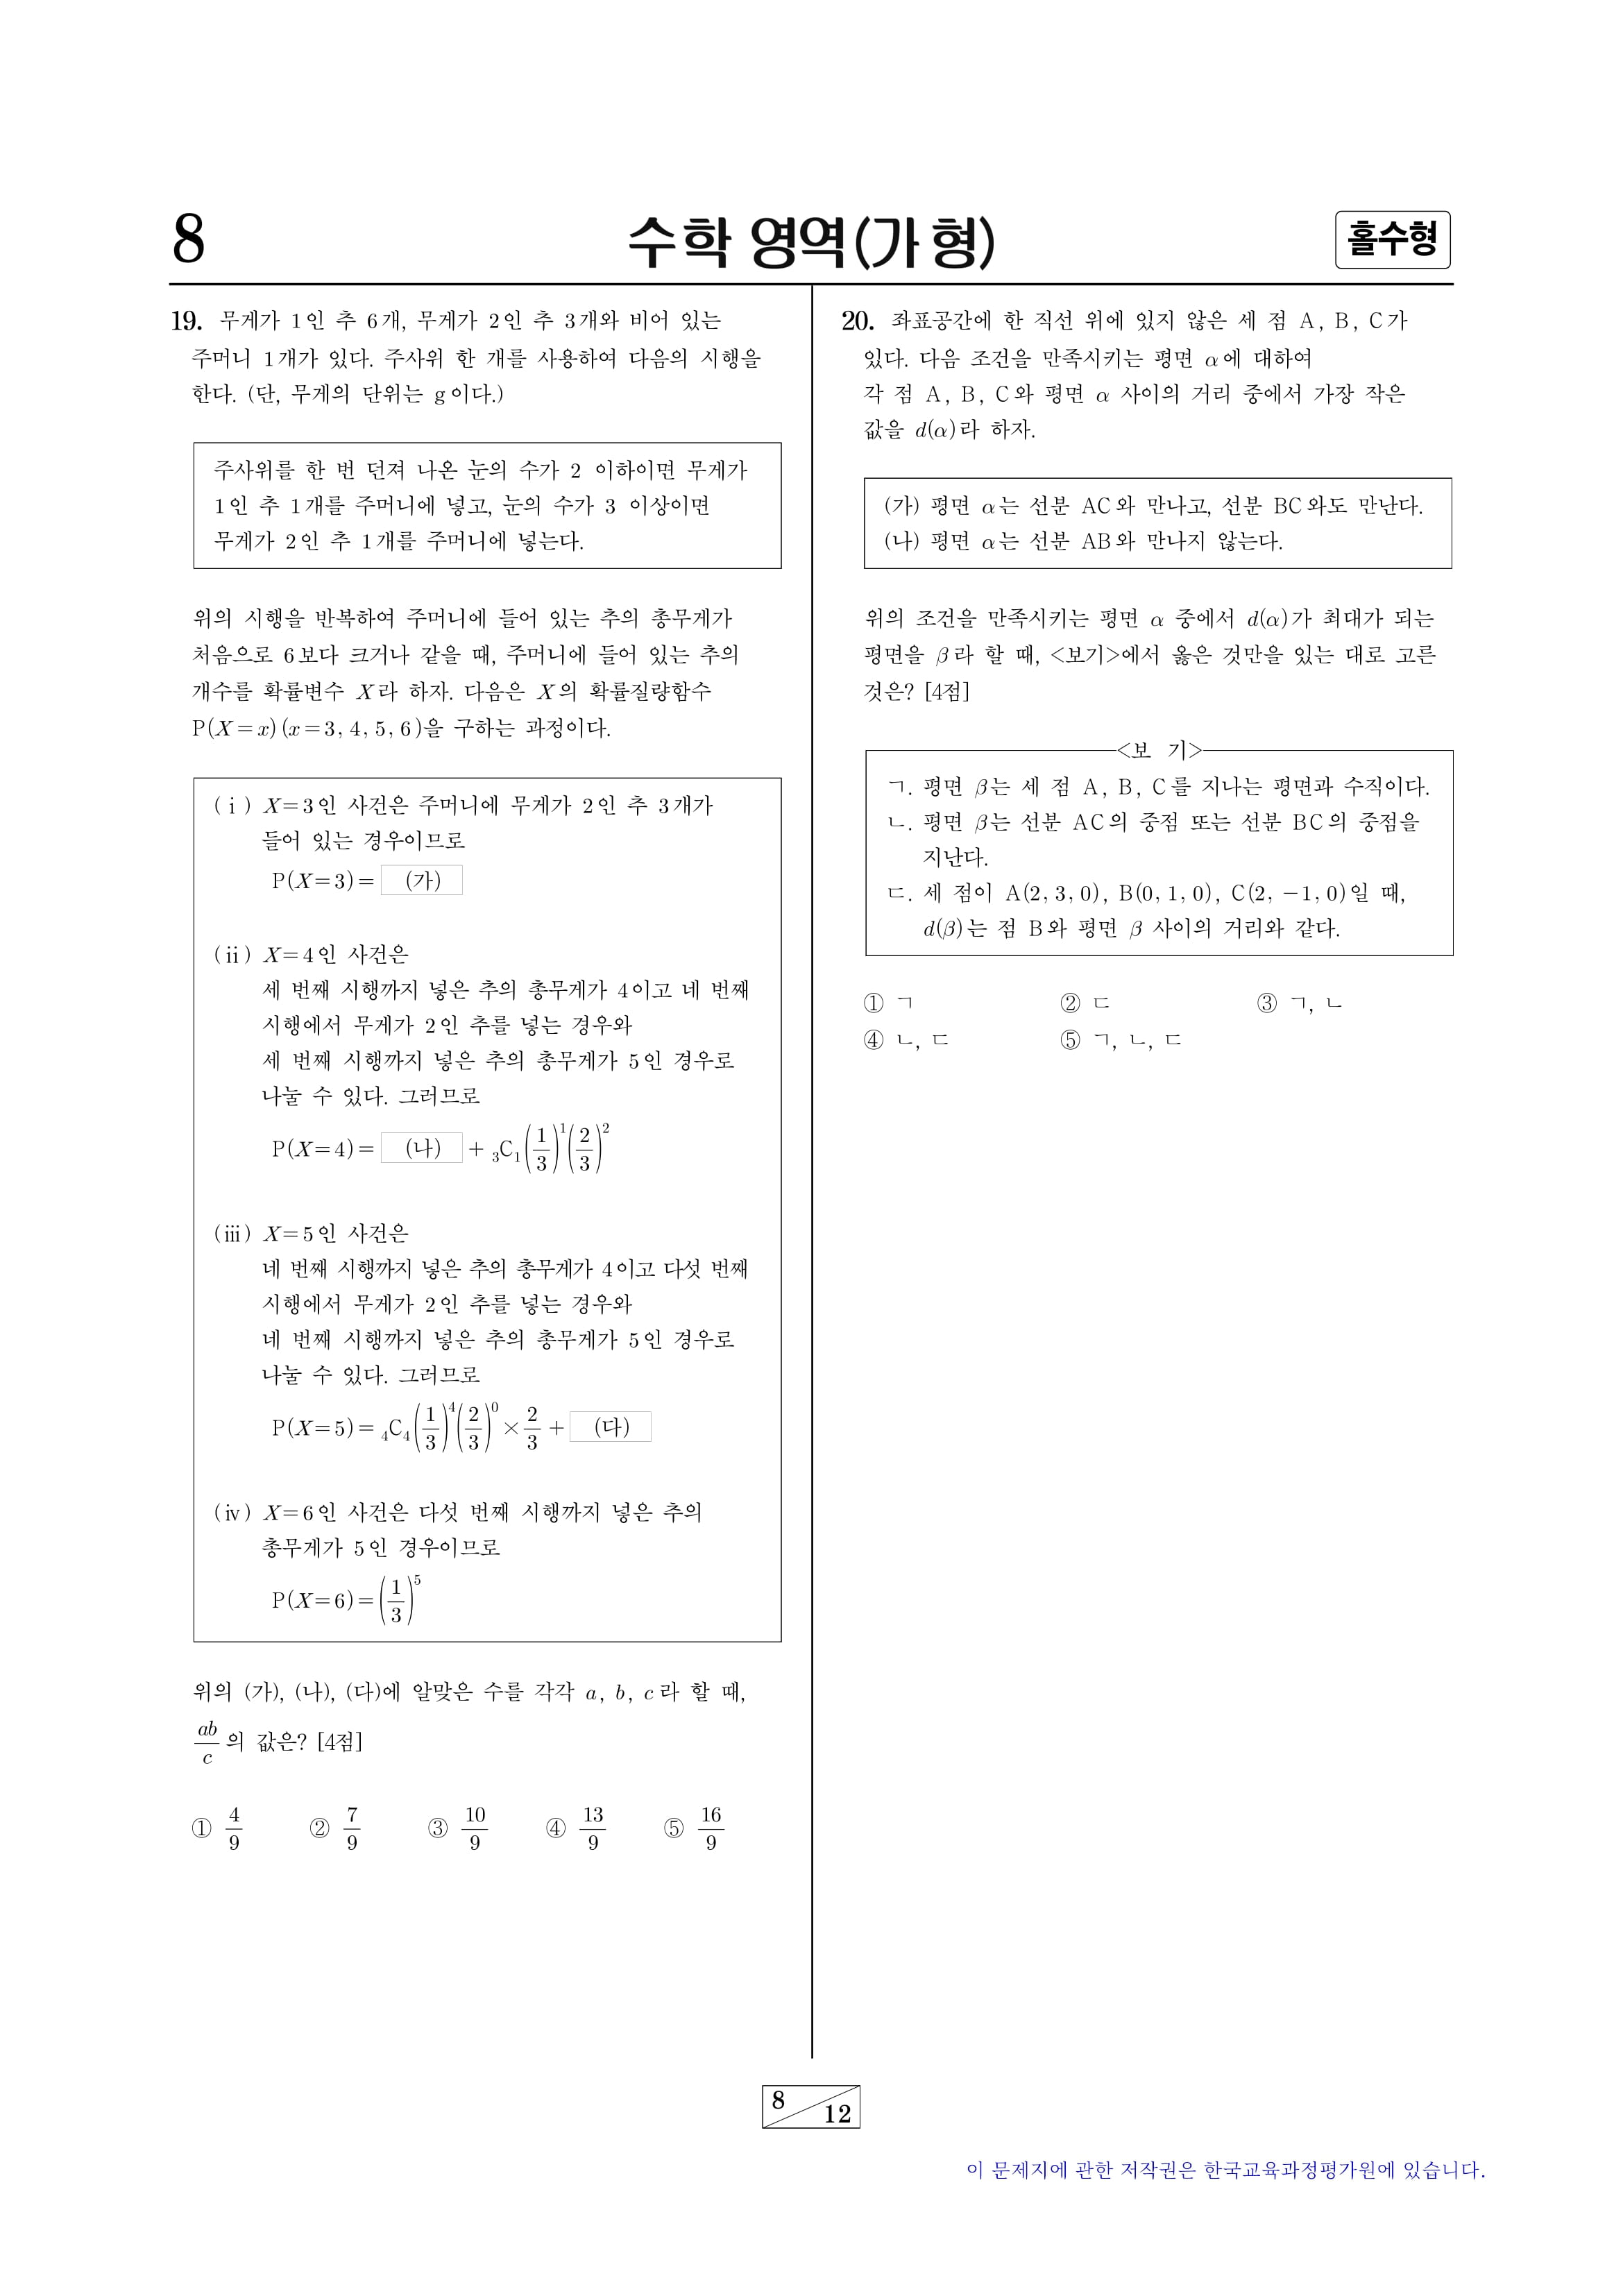 8
수학 영역(가 형)
홀수형
19. 무게가 1인 추 6개, 무게가 2인 추 3개와 비어 있는
주머니 1개가 있다. 주사위 한 개를 사용하여 다음의 시행을
한다. (단, 무게의 단위는 g이다.)
주사위를 한 번 던져 나온 눈의 수가 2 이하이면 무게가
1인 추 1개를 주머니에 넣고, 눈의 수가 3 이상이면
무게가 2인 추 1개를 주머니에 넣는다.
위의 시행을 반복하여 주머니에 들어 있는 추의 총무게가
처음으로 6보다 크거나 같을 때, 주머니에 들어 있는 추의
개수를 확률변수 X라 하자. 다음은 X의 확률질량함수
P(X=x)(x=3, 4, 5, 6)을 구하는 과정이다.
(ⅰ) X=3인 사건은 주머니에 무게가 2인 추 3개가
들어 있는 경우이므로
P(X=3)= (가)
(ⅱ) X=4인 사건은
세 번째 시행까지 넣은 추의 총무게가 4이고 네 번째
시행에서 무게가 2인 추를 넣는 경우와
세 번째 시행까지 넣은 추의 총무게가 5인 경우로
나눌 수 있다. 그러므로
P(X=4)= (나) + ₃C₁(1/3)¹(2/3)²
(ⅲ) X=5인 사건은
네 번째 시행까지 넣은 추의 총무게가 4이고 다섯 번째
시행에서 무게가 2인 추를 넣는 경우와
네 번째 시행까지 넣은 추의 총무게가 5인 경우로
나눌 수 있다. 그러므로
P(X=5)= ₄C₄(1/3)⁴(2/3)⁰×2/3+ (다)
(ⅳ) X=6인 사건은 다섯 번째 시행까지 넣은 추의
총무게가 5인 경우이므로
P(X=6)=(1/3)⁵
위의 (가), (나), (다)에 알맞은 수를 각각 a, b, c라 할 때,
ab/c의 값은? [4점]
① 4/9 ② 7/9 ③ 10/9 ④ 13/9 ⑤ 16/9
20. 좌표공간에 한 직선 위에 있지 않은 세 점 A, B, C가
있다. 다음 조건을 만족시키는 평면 α에 대하여
각 점 A, B, C와 평면 α 사이의 거리 중에서 가장 작은
값을 d(α)라 하자.
(가) 평면 α는 선분 AC와 만나고, 선분 BC와도 만난다.
(나) 평면 α는 선분 AB와 만나지 않는다.
위의 조건을 만족시키는 평면 α 중에서 d(α)가 최대가 되는
평면을 β라 할 때, <보기>에서 옳은 것만을 있는 대로 고른
것은? [4점]
<보 기>
ㄱ. 평면 β는 세 점 A, B, C를 지나는 평면과 수직이다.
ㄴ. 평면 β는 선분 AC의 중점 또는 선분 BC의 중점을
지난다.
ㄷ. 세 점이 A(2, 3, 0), B(0, 1, 0), C(2, -1, 0)일 때,
d(β)는 점 B와 평면 β 사이의 거리와 같다.
① ㄱ ② ㄷ ③ ㄱ, ㄴ
④ ㄴ, ㄷ ⑤ ㄱ, ㄴ, ㄷ
8
12
이 문제지에 관한 저작권은 한국교육과정평가원에 있습니다.